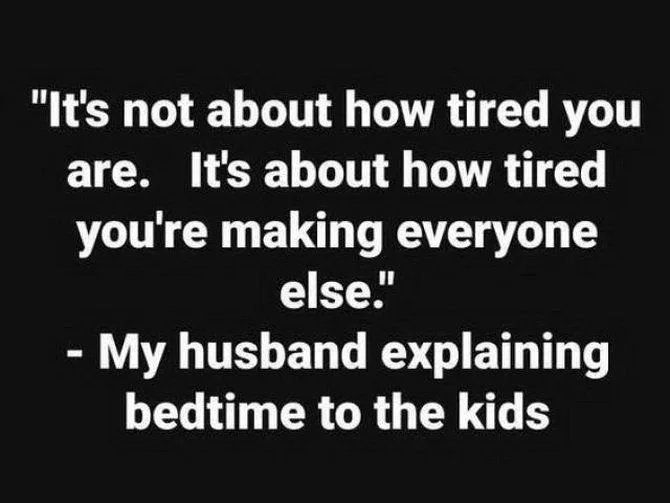 "It's not about how tired you
are.   It's about how tired
you're making everyone
else."
- My husband explaining
bedtime to the kids